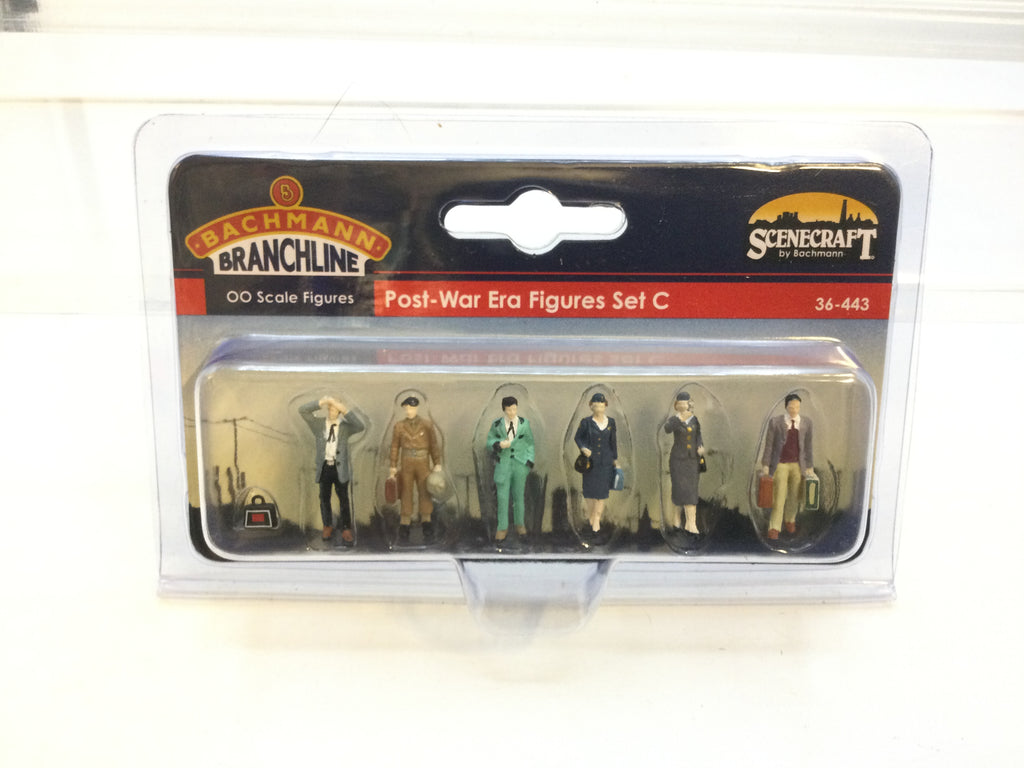 B
BACHMANN
BRANCHLINE
SCENECRAFT
by Bachmann
OO Scale Figures
Post-War Era Figures Set C
36-443